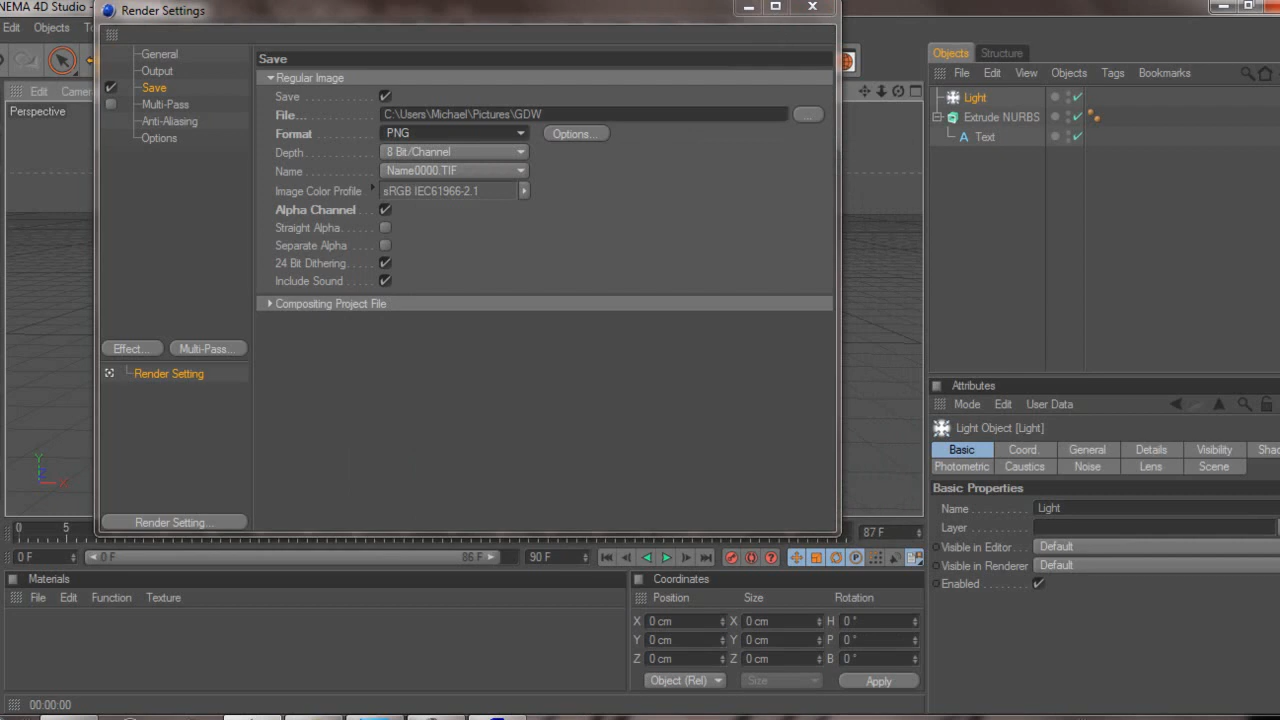 NEMA 4D Studio -
Render Settings
Edit Objects
Edit
Perspective
General
Output
Save
Multi-Pass
Anti-Aliasing
Options
Effect...
Multi-Pass...
Render Setting
Render Setting...
Save
Regular Image
Save
File... C:\Users\Michael\Pictures\GDW ...
Format PNG Options...
Depth 8 Bit/Channel
Name Name0000.TIF
Image Color Profile sRGB IEC61966-2.1
Alpha Channel
Straight Alpha
Separate Alpha
24 Bit Dithering
Include Sound
Compositing Project File
Objects Structure
File Edit View Objects Tags Bookmarks
Light
Extrude NURBS
A Text
Attributes
Mode Edit User Data
Light Object [Light]
Basic Coord. General Details Visibility Shac
Photometric Caustics Noise Lens Scene
Basic Properties
Name Light
Layer
Visible in Editor Default
Visible in Renderer Default
Enabled
Y
Z
X
0 5 87 F
0 F 0 F 86 F 90 F
Materials
File Edit Function Texture
Coordinates
Position Size Rotation
X 0 cm X 0 cm H 0 °
Y 0 cm Y 0 cm P 0 °
Z 0 cm Z 0 cm B 0 °
Object (Rel) Size Apply
00:00:00